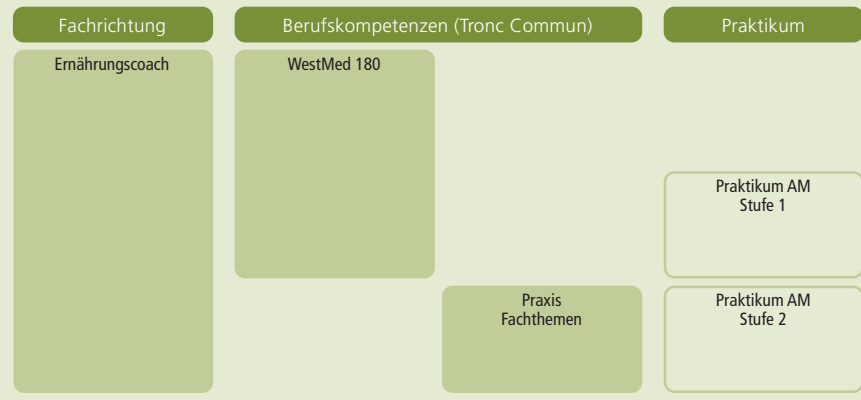 Fachrichtung
Berufskompetenzen (Tronc Commun)
Praktikum
Ernährungscoach
WestMed 180
Praktikum AM
Stufe 1
Praxis
Fachthemen
Praktikum AM
Stufe 2